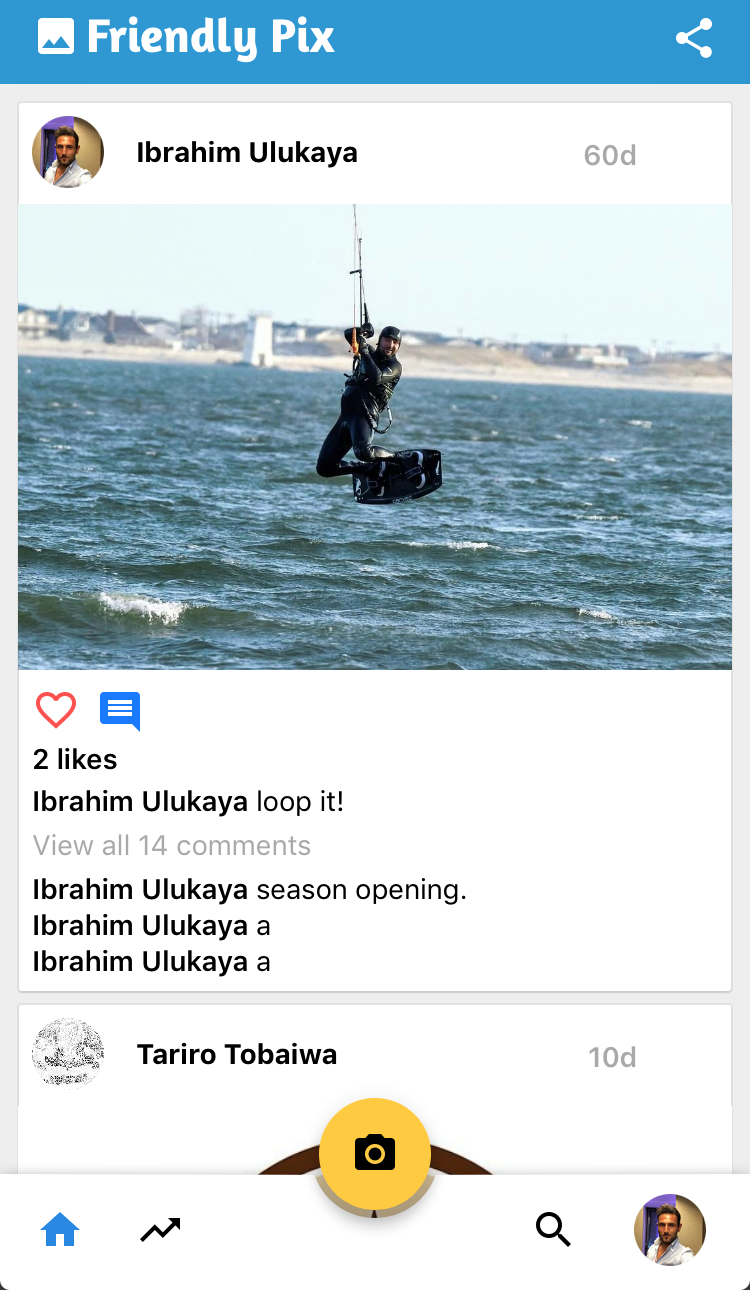 Friendly Pix
Ibrahim Ulukaya 60d
2 likes
Ibrahim Ulukaya loop it!
View all 14 comments
Ibrahim Ulukaya season opening.
Ibrahim Ulukaya a
Ibrahim Ulukaya a
Tariro Tobaiwa 10d